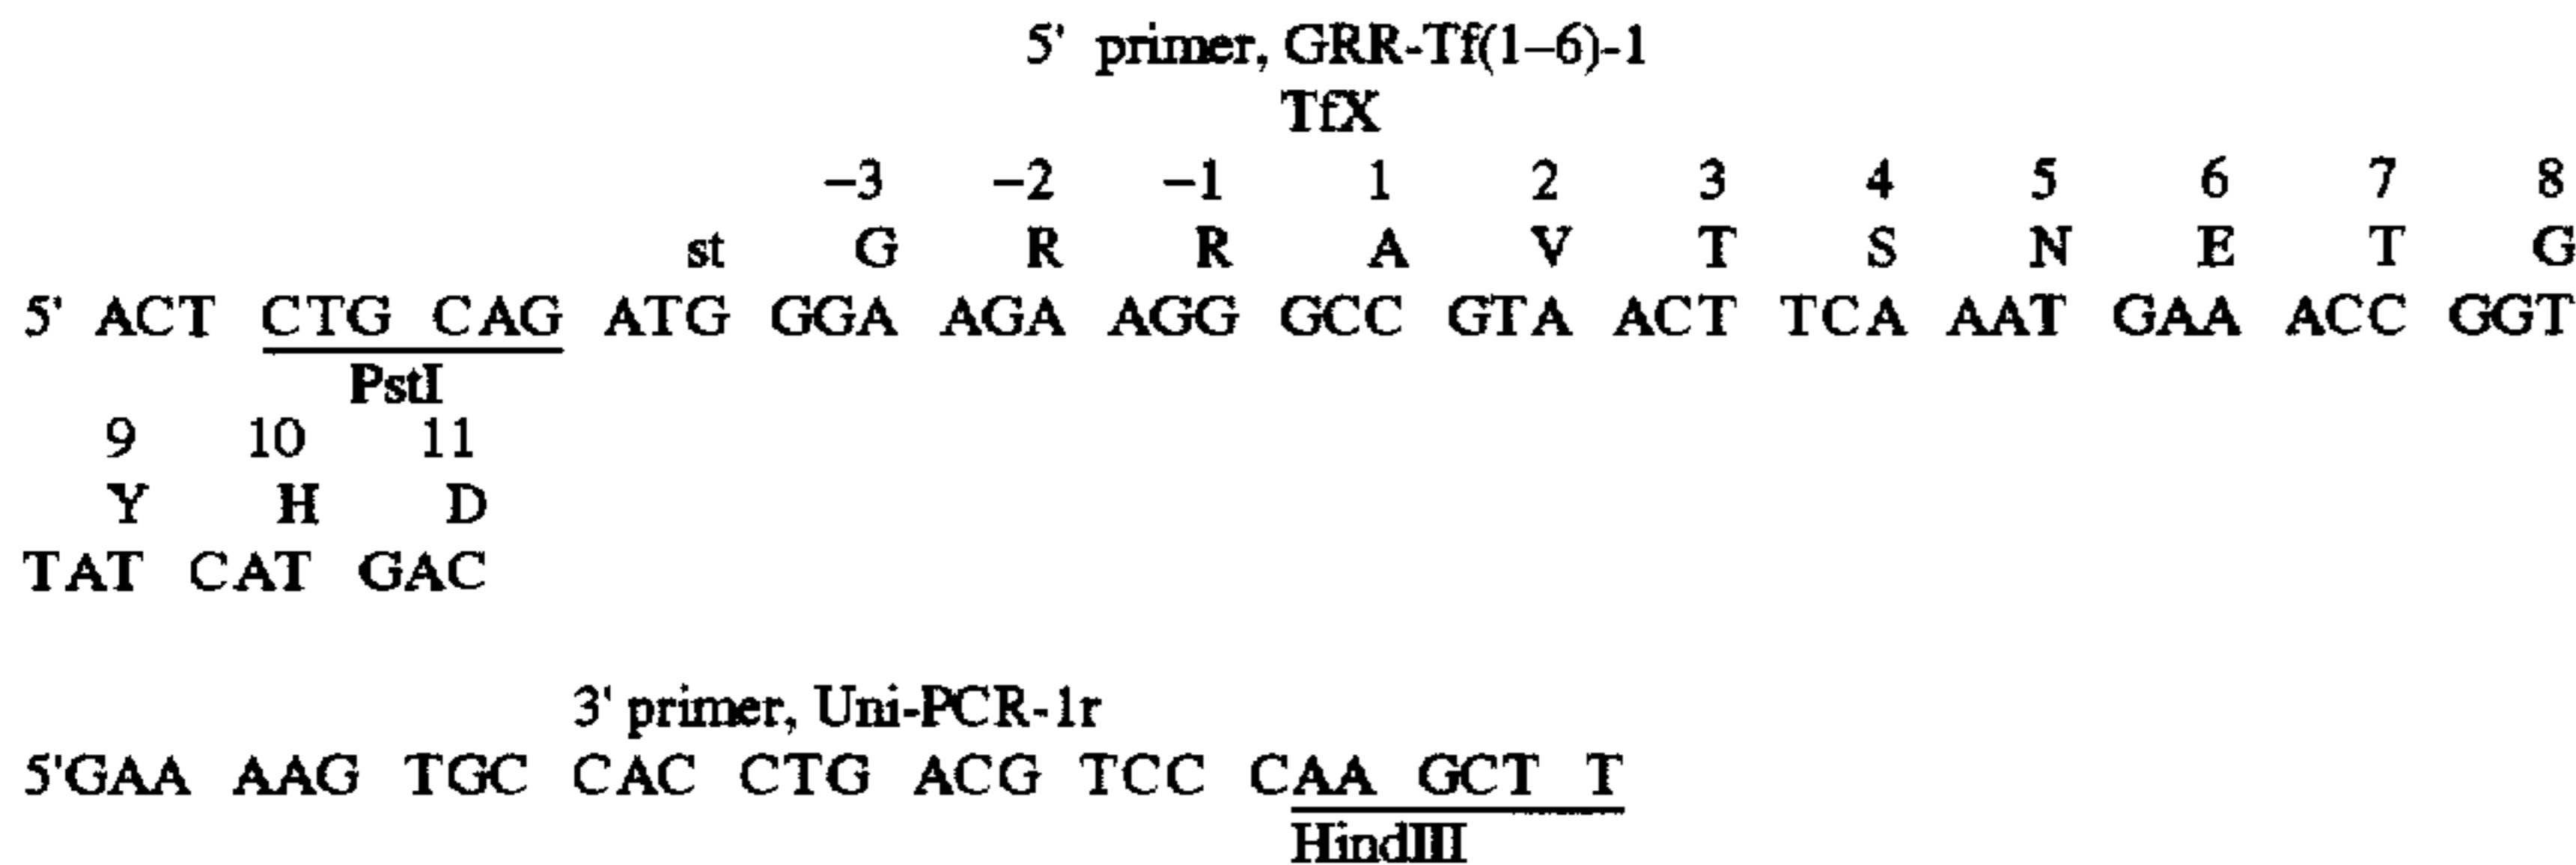 5' primer, GRR-Tf(1–6)-1
TfX
–3 –2 –1 1 2 3 4 5 6 7 8
st G R R A V T S N E T G
5' ACT CTG CAG ATG GGA AGA AGG GCC GTA ACT TCA AAT GAA ACC GGT
PstI
9 10 11
Y H D
TAT CAT GAC
3' primer, Uni-PCR-1r
5'GAA AAG TGC CAC CTG ACG TCC CAA GCT T
HindIII